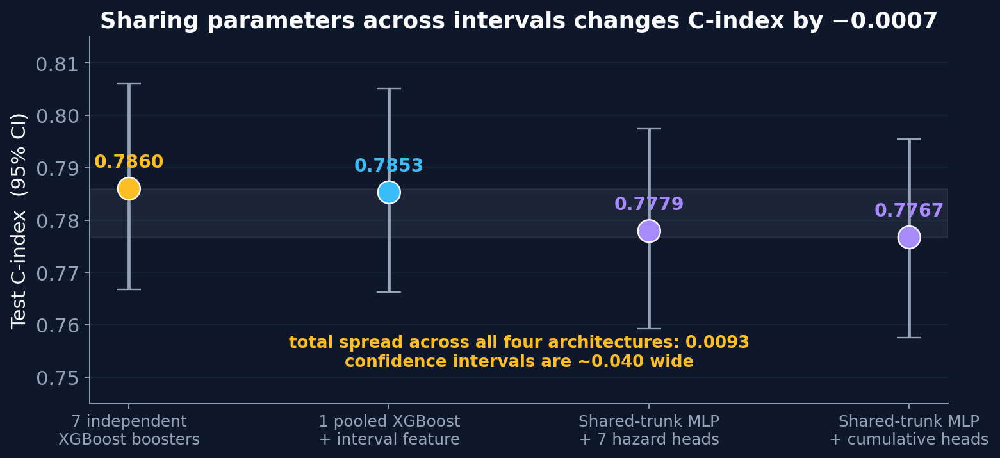 Sharing parameters across intervals changes C-index by −0.0007
Test C-index  (95% CI)
0.81
0.80
0.79
0.78
0.77
0.76
0.75
0.7860
0.7853
0.7779
0.7767
total spread across all four architectures: 0.0093
confidence intervals are ~0.040 wide
7 independent
XGBoost boosters
1 pooled XGBoost
+ interval feature
Shared-trunk MLP
+ 7 hazard heads
Shared-trunk MLP
+ cumulative heads